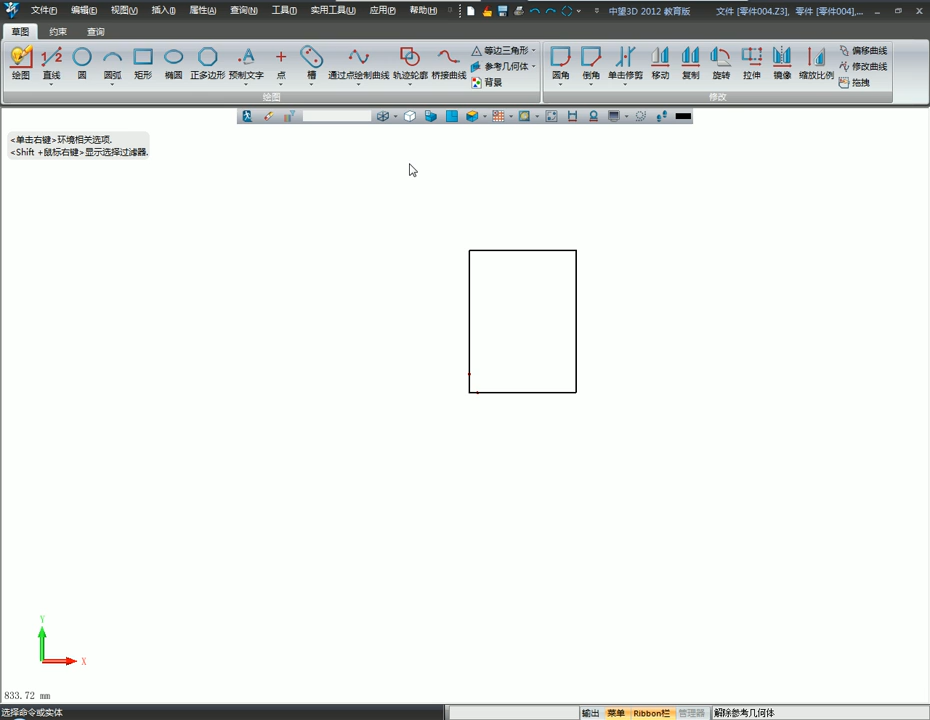 文件(F) 编辑(E) 视图(V) 插入(I) 属性(A) 查询(N) 工具(T) 实用工具(U) 应用(P) 帮助(H) 中望3D 2012 教育版 文件 [零件004.Z3], 零件 [零件004],...
草图 约束 查询
绘图 直线 圆 圆弧 矩形 椭圆 正多边形 预制文字 点 槽 通过点绘制曲线 轨迹轮廓 桥接曲线
等边三角形
参考几何体
背景
圆角 倒角 单击修剪 移动 复制 旋转 拉伸 镜像 缩放比例
偏移曲线
修改曲线
拖拽
绘图 修改
<单击右键>环境相关选项.
<Shift +鼠标右键>显示选择过滤器.
Y
X
833.72 mm
选择命令或实体 输出 菜单 Ribbon栏 管理器 解除参考几何体